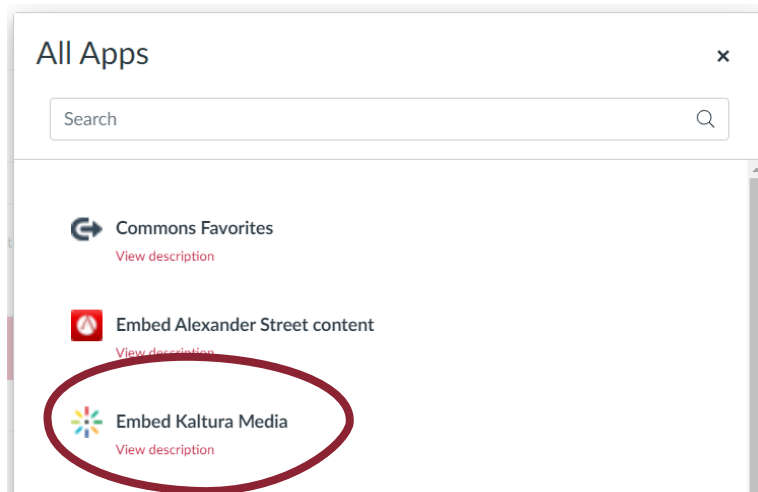 All Apps
×
Search
Commons Favorites
View description
Embed Alexander Street content
View description
Embed Kaltura Media
View description
t